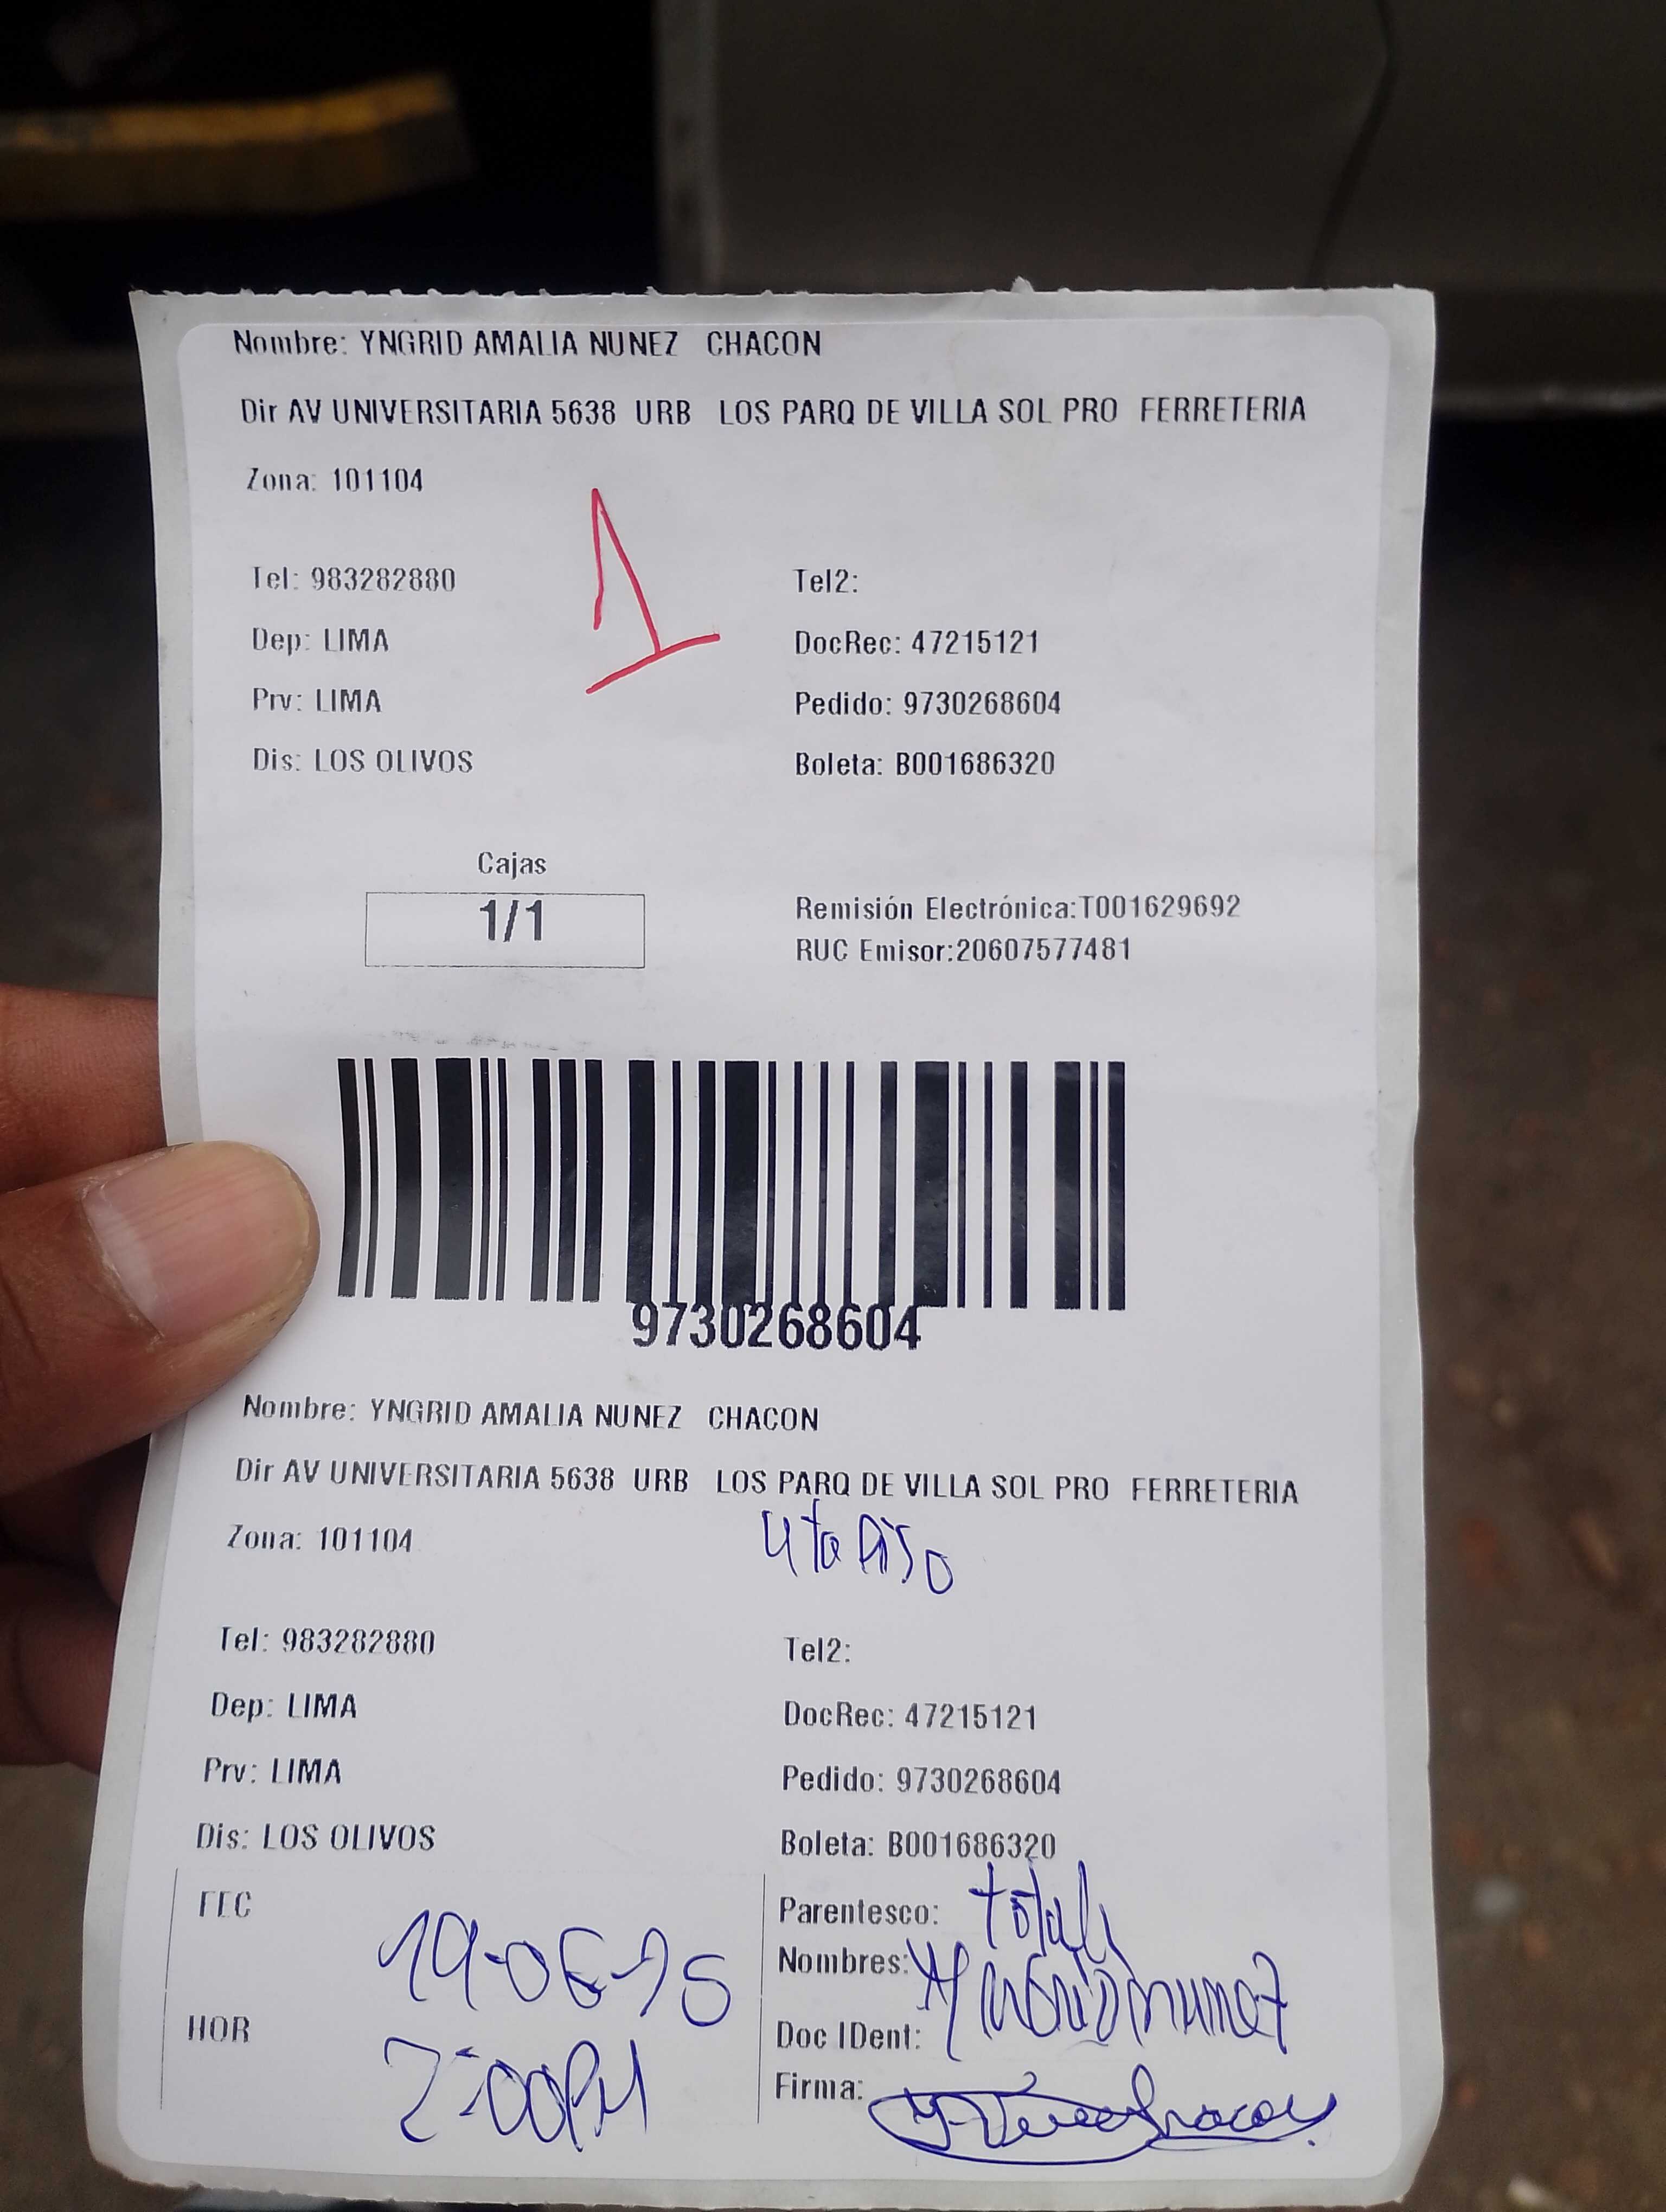 Nombre: YNGRID AMALIA NUNEZ CHACON
Dir AV UNIVERSITARIA 5638 URB LOS PARQ DE VILLA SOL PRO FERRETERIA
Zona: 101104
1
Tel: 983282880 Tel2:
Dep: LIMA DocRec: 47215121
Prv: LIMA Pedido: 9730268604
Dis: LOS OLIVOS Boleta: B001686320
Cajas
1/1
Remisión Electrónica:T001629692
RUC Emisor:20607577481
9730268604
Nombre: YNGRID AMALIA NUNEZ CHACON
Dir AV UNIVERSITARIA 5638 URB LOS PARQ DE VILLA SOL PRO FERRETERIA
Zona: 101104 4to Piso
Tel: 983282880 Tel2:
Dep: LIMA DocRec: 47215121
Prv: LIMA Pedido: 9730268604
Dis: LOS OLIVOS Boleta: B001686320
FEC
HOR 2:00PM
Parentesco:
Nombres:
Doc IDent:
Firma: